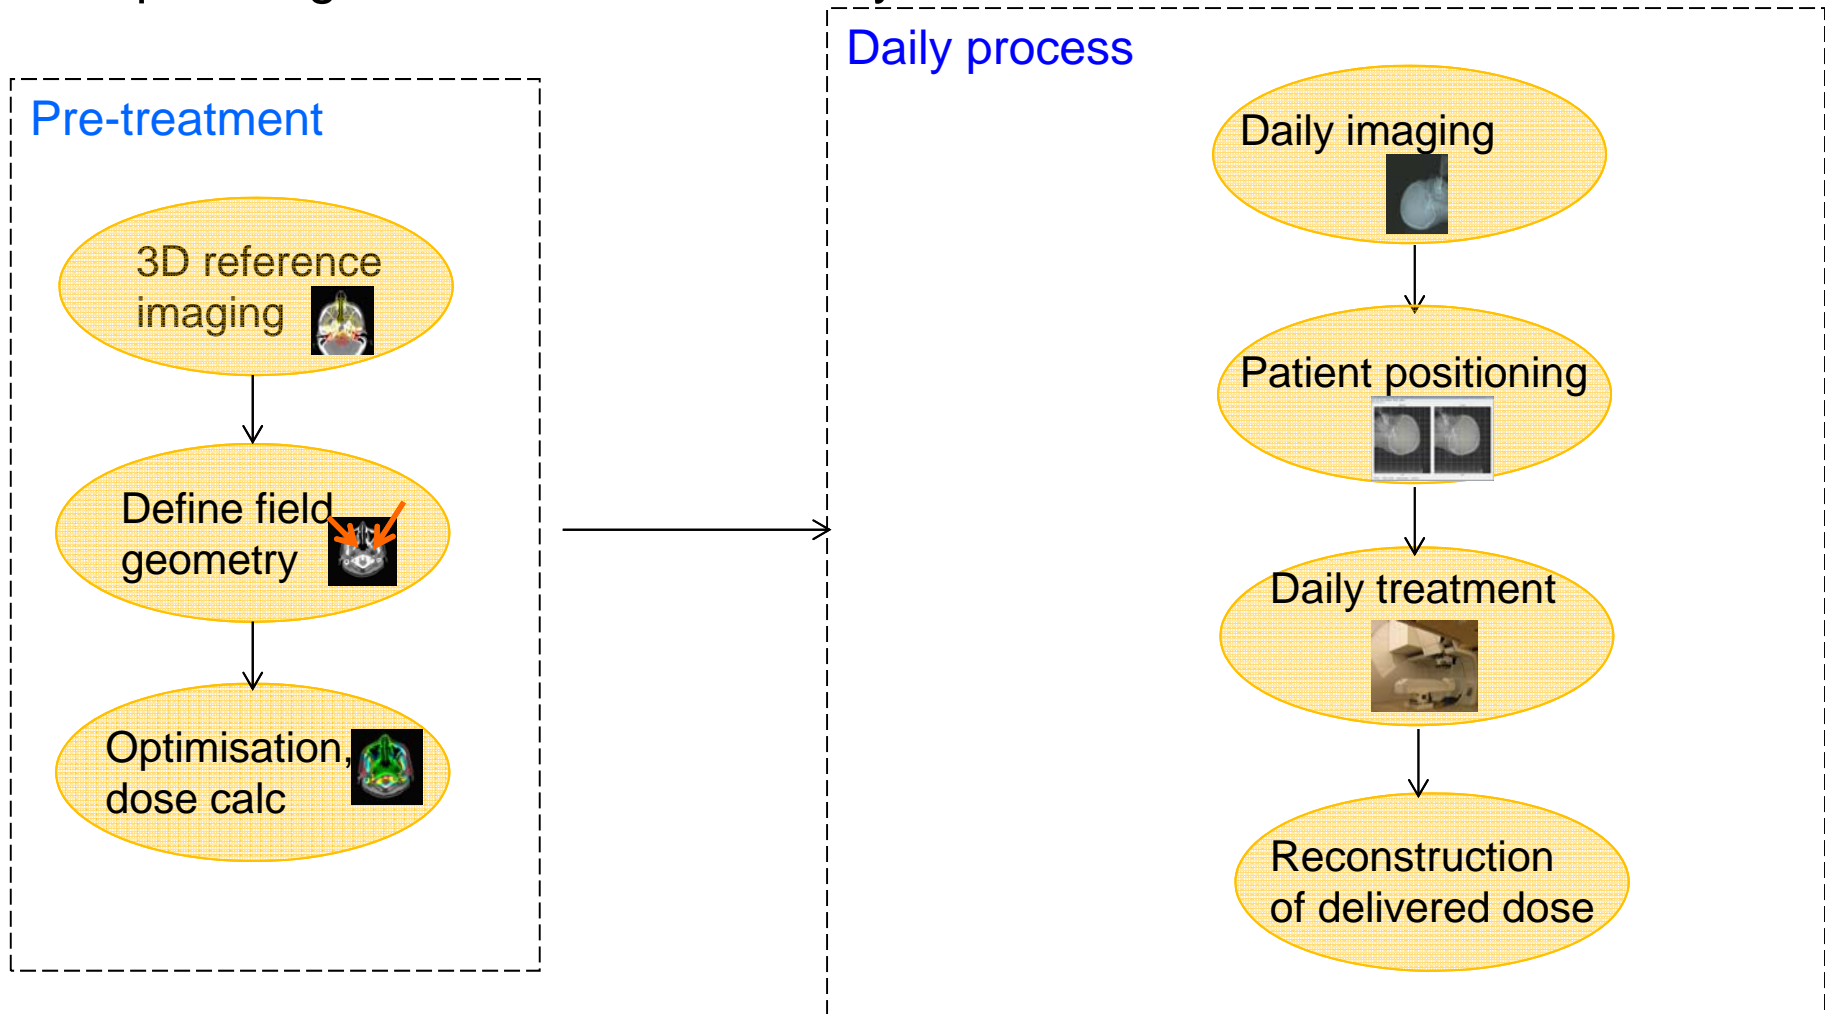 Pre-treatment
3D reference
imaging
Define field
geometry
Optimisation,
dose calc
Daily process
Daily imaging
Patient positioning
Daily treatment
Reconstruction
of delivered dose